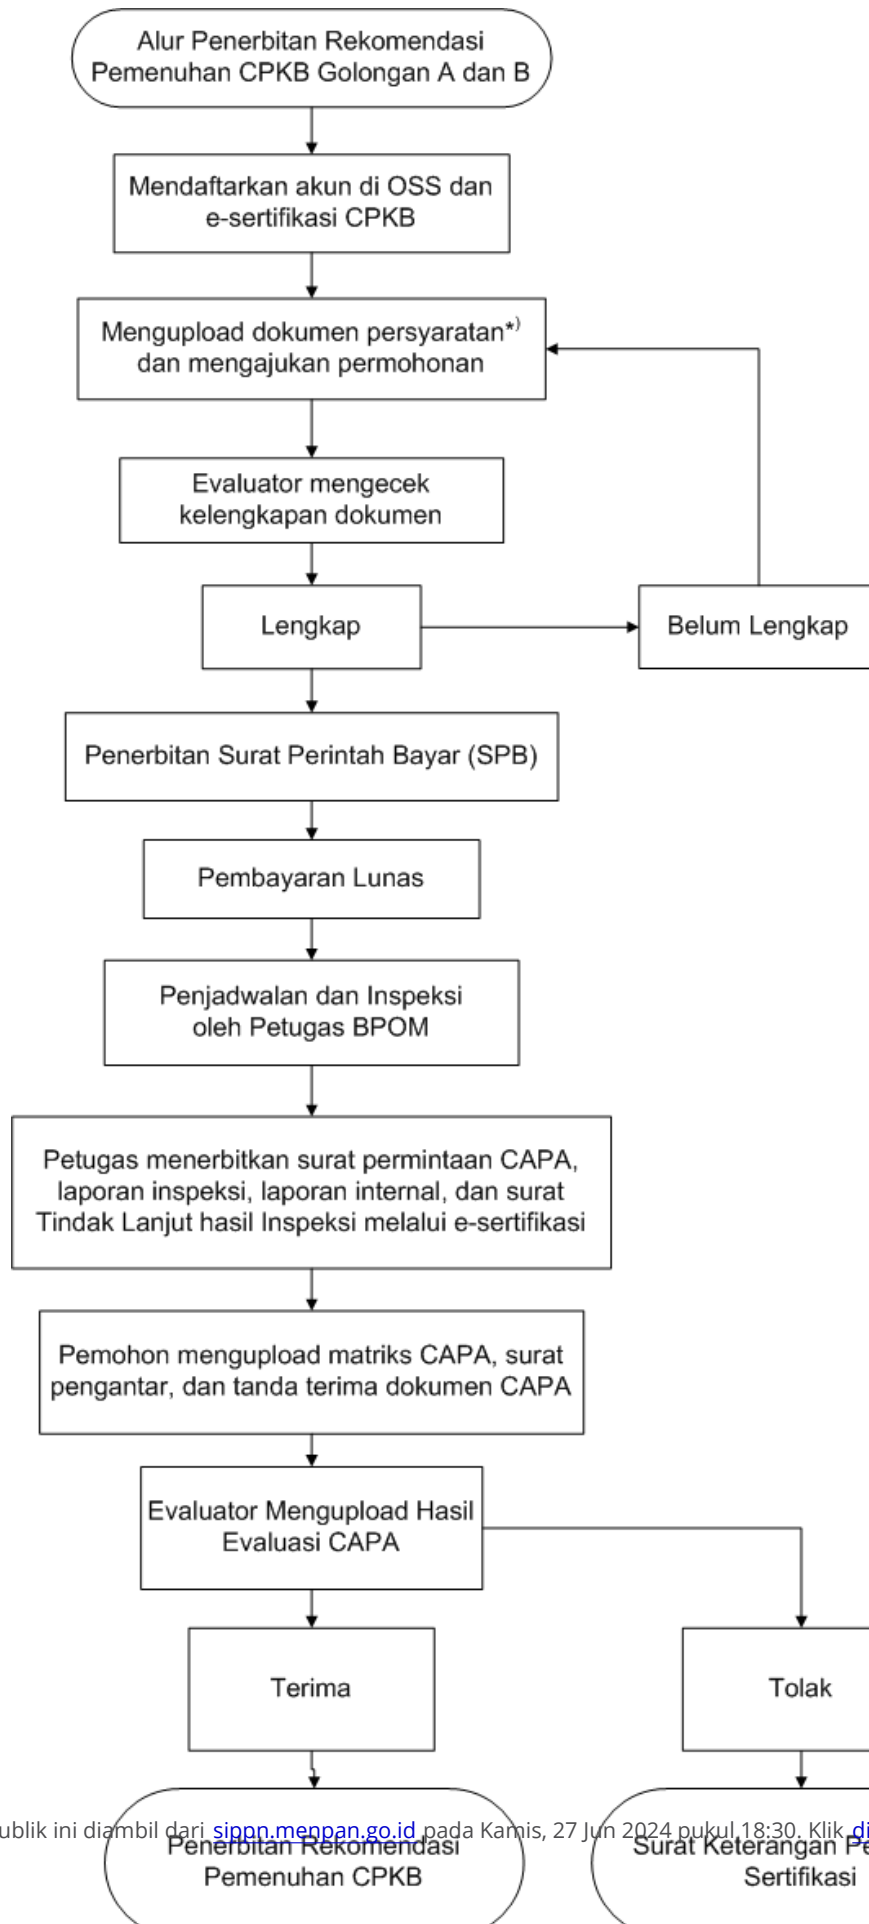 Alur Penerbitan Rekomendasi
Pemenuhan CPKB Golongan A dan B
Mendaftarkan akun di OSS dan
e-sertifikasi CPKB
Mengupload dokumen persyaratan*)
dan mengajukan permohonan
Evaluator mengecek
kelengkapan dokumen
Lengkap
Belum Lengkap
Penerbitan Surat Perintah Bayar (SPB)
Pembayaran Lunas
Penjadwalan dan Inspeksi
oleh Petugas BPOM
Petugas menerbitkan surat permintaan CAPA,
laporan inspeksi, laporan internal, dan surat
Tindak Lanjut hasil Inspeksi melalui e-sertifikasi
Pemohon mengupload matriks CAPA, surat
pengantar, dan tanda terima dokumen CAPA
Evaluator Mengupload Hasil
Evaluasi CAPA
Terima
Tolak
ini diambil dari sippn.menpan.go.id pada Kamis, 27 Jun 2024 pukul 18:30. Klik
Penerbitan Rekomendasi
Pemenuhan CPKB
Surat Keterangan
Sertifikasi